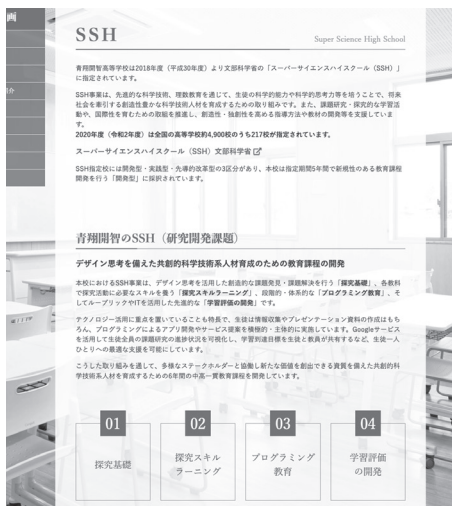 画
介
SSH
Super Science High School
青翔開智高等学校は2018年度（平成30年度）より文部科学省の「スーパーサイエンスハイスクール（SSH）」
に指定されています。
SSH事業は、先進的な科学技術、理数教育を通じて、生徒の科学的能力や科学的思考力等を培うことで、将来
社会を牽引する創造性豊かな科学技術人材を育成するための取り組みです。また、課題研究・探究的な学習活
動や、国際性を育むための取組を推進し、創造性・独創性を高める指導方法や教材の開発等を支援していま
す。
2020年度（令和2年度）は全国の高等学校約4,900校のうち217校が指定されています。
スーパーサイエンスハイスクール（SSH）文部科学省
SSH指定校には開発型・実践型・先導的改革型の3区分があり、本校は指定期間5年間で新規性のある教育課程
開発を行う「開発型」に採択されています。
青翔開智のSSH（研究開発課題）
デザイン思考を備えた共創的科学技術系人材育成のための教育課程の開発
本校におけるSSH事業は、デザイン思考を活用した創造的な課題発見・課題解決を行う「探究基礎」、各教科
で探究活動に必要なスキルを養う「探究スキルラーニング」、段階的・体系的な「プログラミング教育」、そ
してルーブリックやITを活用した先進的な「学習評価の開発」です。
テクノロジー活用に重点を置いていることも特長で、生徒は情報収集やプレゼンテーション資料の作成はもち
ろん、プログラミングによるアプリ開発やサービス提案を積極的・主体的に実施しています。Googleサービス
を活用して生徒全員の課題研究の進捗状況を可視化し、学習到達目標を生徒と教員が共有するなど、生徒一人
ひとりへの最適な支援を可能にしています。
こうした取り組みを通して、多様なステークホルダーと協働し新たな価値を創出できる資質を備えた共創的科
学技術系人材を育成するための6年間の中高一貫教育課程を開発しています。
01
探究基礎
02
探究スキル
ラーニング
03
プログラミング
教育
04
学習評価
の開発